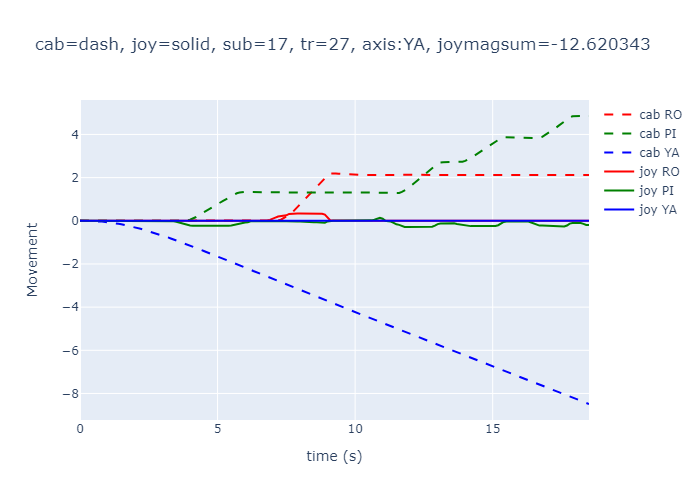 cab=dash, joy=solid, sub=17, tr=27, axis:YA, joymagsum=-12.620343
cab RO
cab PI
cab YA
joy RO
joy PI
joy YA
4
2
0
−2
−4
−6
−8
Movement
0
5
10
15
time (s)